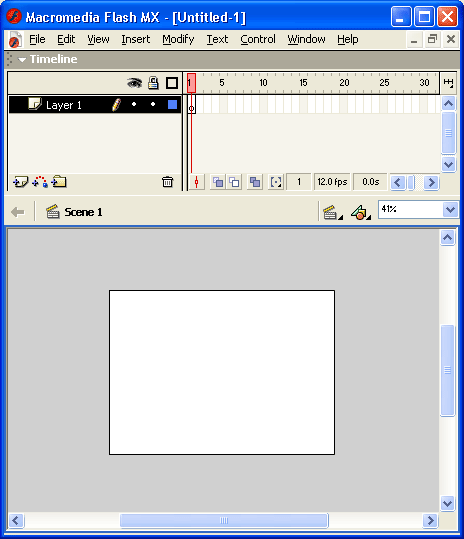 Macromedia Flash MX - [Untitled-1]
File Edit View Insert Modify Text Control Window Help
Timeline
1 5 10 15 20 25 30
Layer 1
1 12.0 fps 0.0s
Scene 1 41%